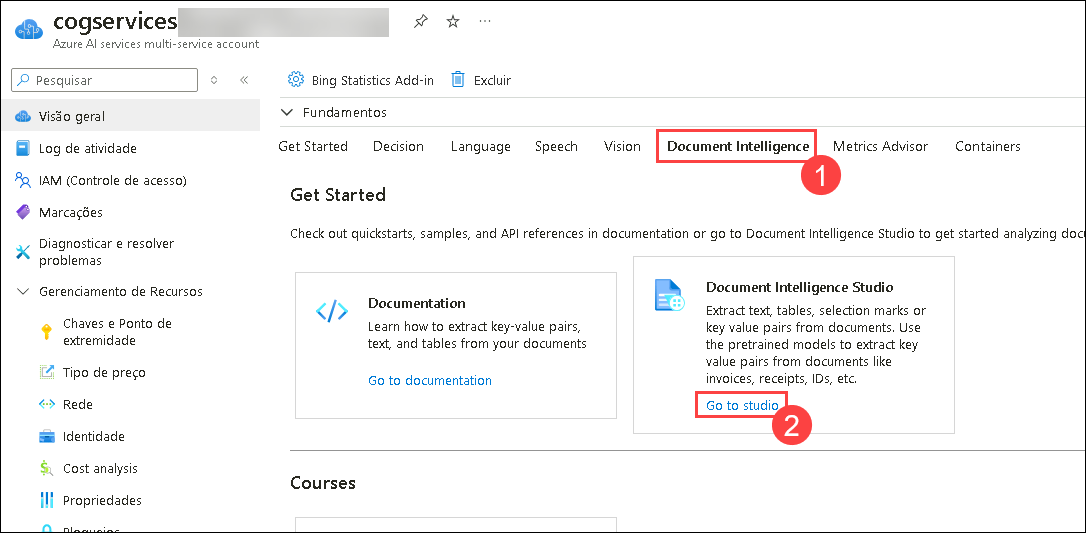 cogservices
Azure AI services multi-service account
Pesquisar
Visão geral
Log de atividade
IAM (Controle de acesso)
Marcações
Diagnosticar e resolver
problemas
Gerenciamento de Recursos
Chaves e Ponto de
extremidade
Tipo de preço
Rede
Identidade
Cost analysis
Propriedades
Bloqueios
Bing Statistics Add-in
Excluir
Fundamentos
Get Started Decision Language Speech Vision Document Intelligence Metrics Advisor Containers
1
Get Started
Check out quickstarts, samples, and API references in documentation or go to Document Intelligence Studio to get started analyzing docu
Documentation
Learn how to extract key-value pairs,
text, and tables from your documents
Go to documentation
Document Intelligence Studio
Extract text, tables, selection marks or
key value pairs from documents. Use
the pretrained models to extract key
value pairs from documents like
invoices, receipts, IDs, etc.
Go to studio
2
Courses